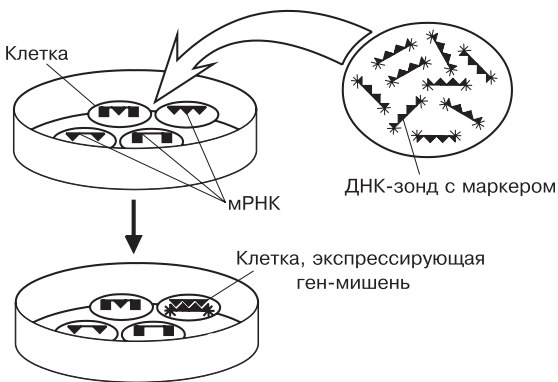 Клетка
ДНК-зонд с маркером
мРНК
Клетка, экспрессирующая
ген-мишень